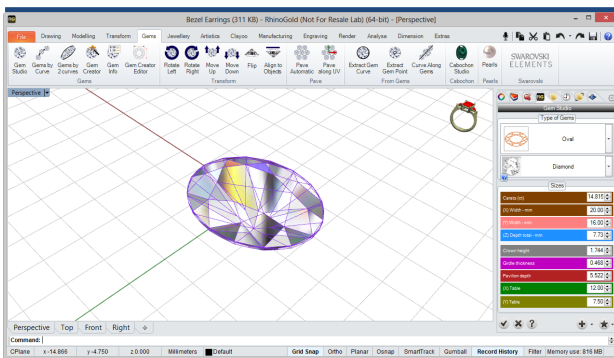 Bezel Earrings (311 KB) - RhinoGold (Not For Resale Lab) (64-bit) - [Perspective]
File Drawing Modelling Transform Gems Jewellery Artistics Clayoo Manufacturing Engraving Render Analyse Dimension Extras
Gem Studio
Gems by Curve
Gems by 2 curves
Gem Creator
Gem Info
Gem Creator Editor
Rotate Left
Rotate Right
Move Up
Move Down
Flip
Align to Objects
Pave Automatic
Pave along UV
Extract Gem Curve
Extract Gem Point
Curve Along Gems
Cabochon Studio
Pearls
SWAROVSKI ELEMENTS
Gems Transform Pave From Gems Cabochon Pearls Swarovski
Perspective
Gem Studio
Type of Gems
Oval
Diamond
Sizes
Carats (ct) 14.815
(X) Width - mm 20.00
(Y) Width - mm 16.00
(Z) Depth total - mm 7.73
Crown height 1.744
Girdle thickness 0.468
Pavilion depth 5.522
(X) Table 12.00
(Y) Table 7.50
Perspective Top Front Right
Command:
CPlane x -14.866 y -4.750 z 0.000 Millimeters Default Grid Snap Ortho Planar Osnap SmartTrack Gumball Record History Filter Memory use: 816 MB